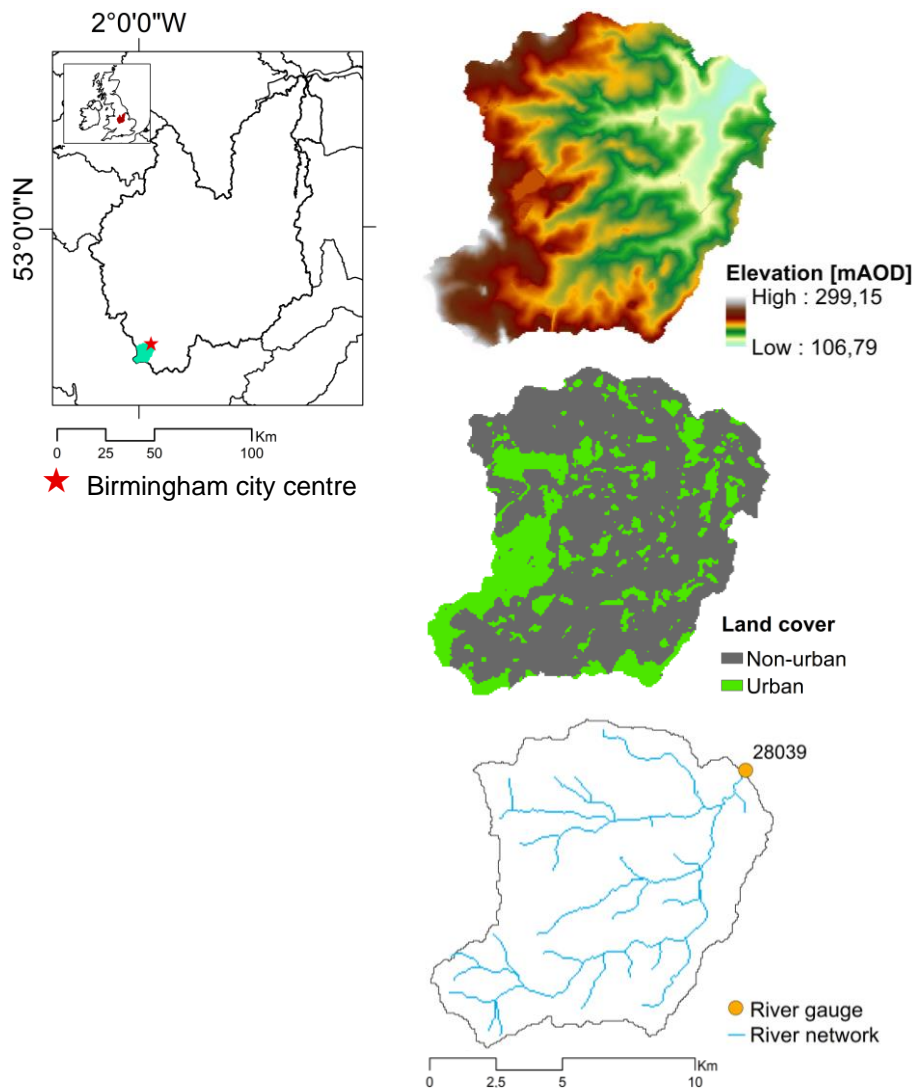 2°0'0"W
53°0'0"N
0 25 50 100 Km
Birmingham city centre
Elevation [mAOD]
High : 299,15
Low : 106,79
Land cover
Non-urban
Urban
28039
River gauge
River network
0 2,5 5 10 Km